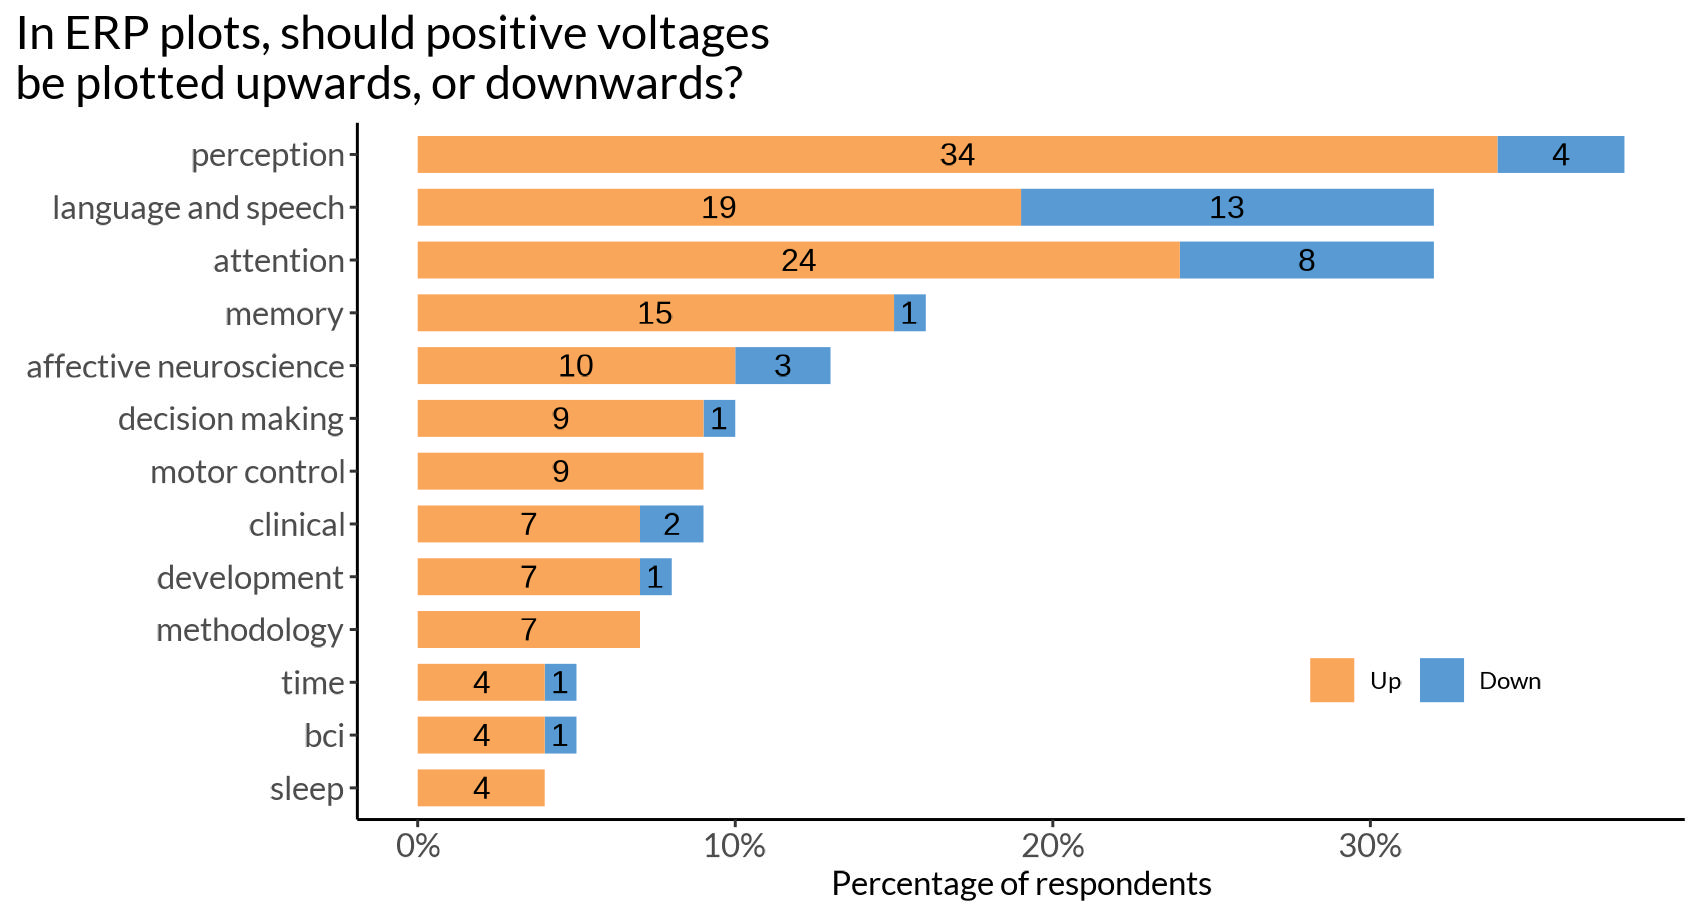 In ERP plots, should positive voltages
be plotted upwards, or downwards?
perception 34 4
language and speech 19 13
attention 24 8
memory 15 1
affective neuroscience 10 3
decision making 9 1
motor control 9
clinical 7 2
development 7 1
methodology 7
time 4 1
Up Down
bci 4 1
sleep 4
0% 10% 20% 30%
Percentage of respondents